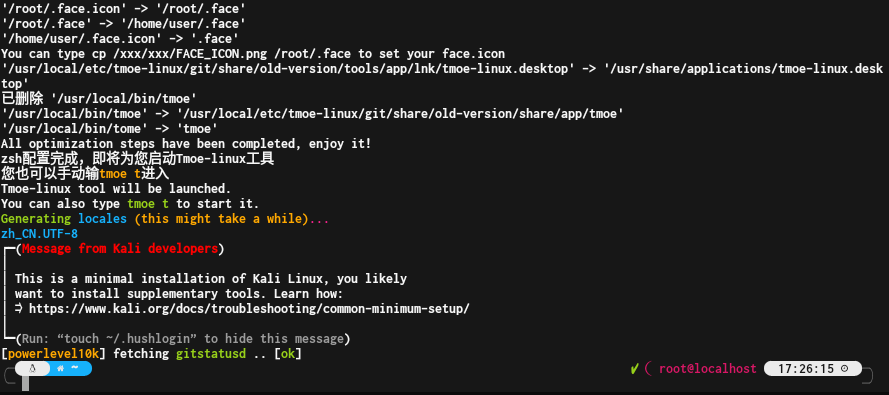 '/root/.face.icon' -> '/root/.face'
'/root/.face' -> '/home/user/.face'
'/home/user/.face.icon' -> '.face'
You can type cp /xxx/xxx/FACE_ICON.png /root/.face to set your face.icon
'/usr/local/etc/tmoe-linux/git/share/old-version/tools/app/lnk/tmoe-linux.desktop' -> '/usr/share/applications/tmoe-linux.desk
top'
已删除 '/usr/local/bin/tmoe'
'/usr/local/bin/tmoe' -> '/usr/local/etc/tmoe-linux/git/share/old-version/share/app/tmoe'
'/usr/local/bin/tome' -> 'tmoe'
All optimization steps have been completed, enjoy it!
zsh配置完成，即将为您启动Tmoe-linux工具
您也可以手动输tmoe t进入
Tmoe-linux tool will be launched.
You can also type tmoe t to start it.
Generating locales (this might take a while)...
zh_CN.UTF-8
┏━(Message from Kali developers)
┃
┃ This is a minimal installation of Kali Linux, you likely
┃ want to install supplementary tools. Learn how:
┃ ⇒ https://www.kali.org/docs/troubleshooting/common-minimum-setup/
┃
┗━(Run: “touch ~/.hushlogin” to hide this message)
[powerlevel10k] fetching gitstatusd .. [ok]
~ ✔ ( root@localhost 17:26:15